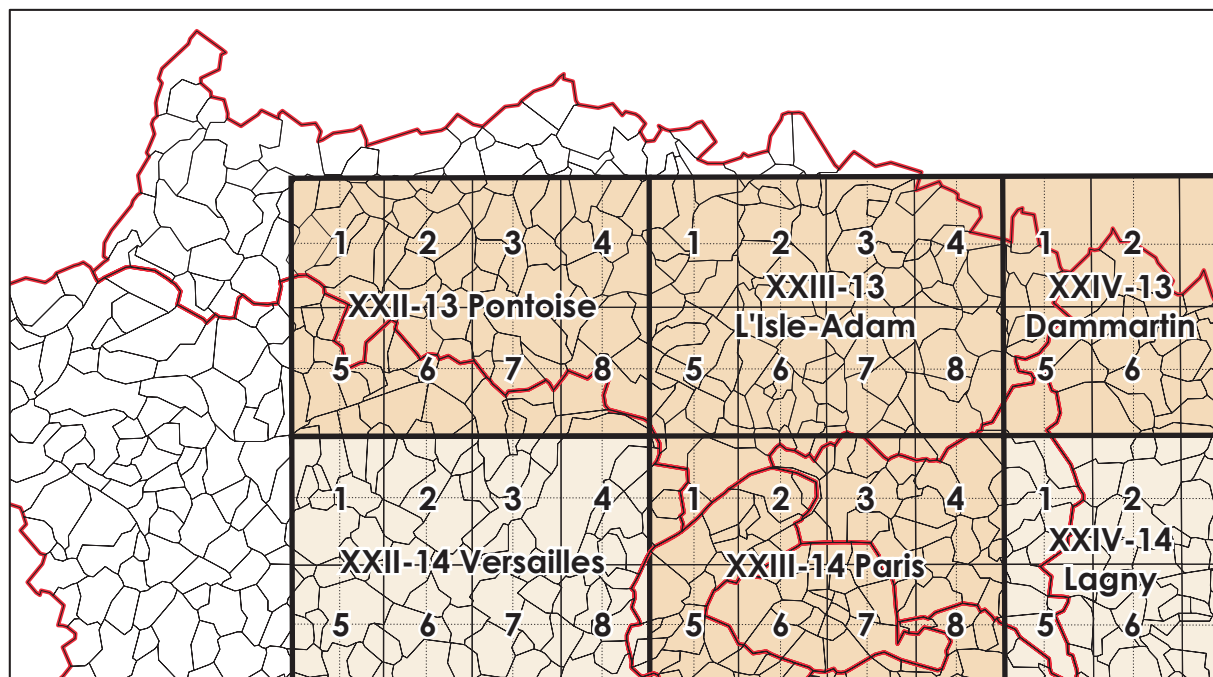 1 2 3 4 1 2 3 4 1 2
XXII-13 Pontoise
XXIII-13
L'Isle-Adam
XXIV-13
Dammartin
5 6 7 8 5 6 7 8 5 6
1 2 3 4 1 2 3 4 1 2
XXII-14 Versailles
XXIII-14 Paris
XXIV-14
Lagny
5 6 7 8 5 6 7 8 5 6